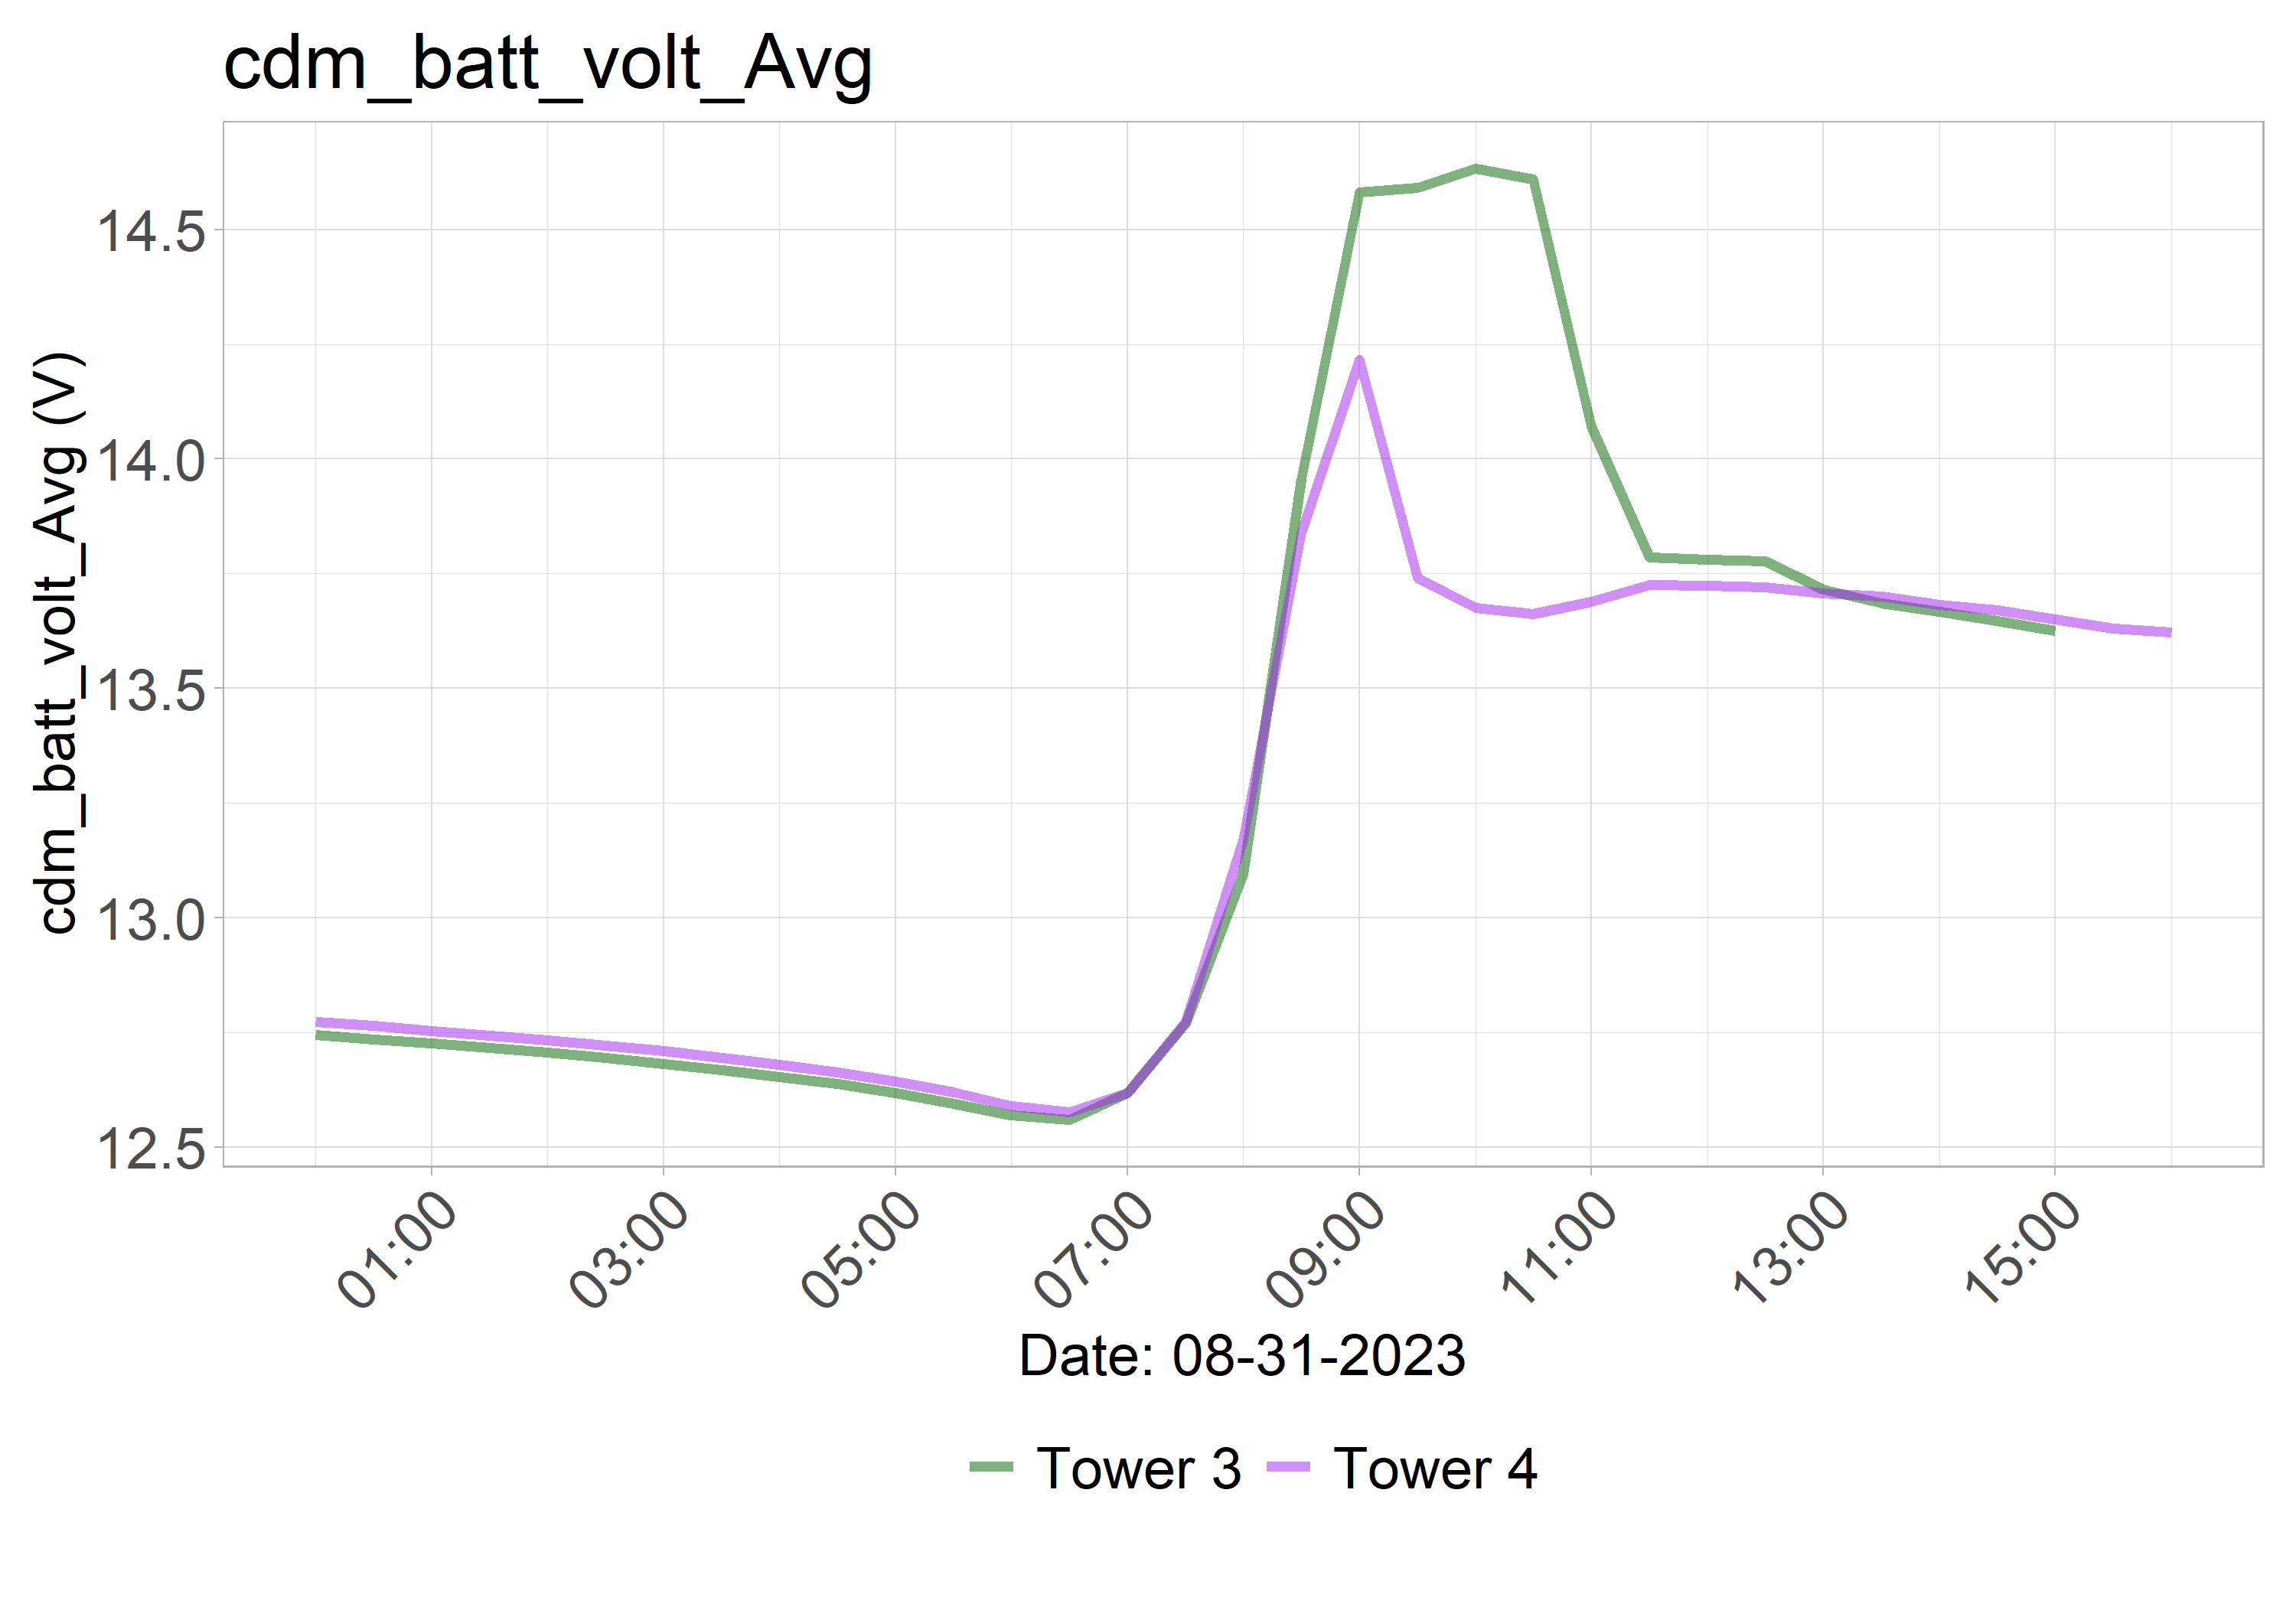 cdm_batt_volt_Avg
cdm_batt_volt_Avg (V)
14.5
14.0
13.5
13.0
12.5
01:00 03:00 05:00 07:00 09:00 11:00 13:00 15:00
Date: 08-31-2023
Tower 3 Tower 4